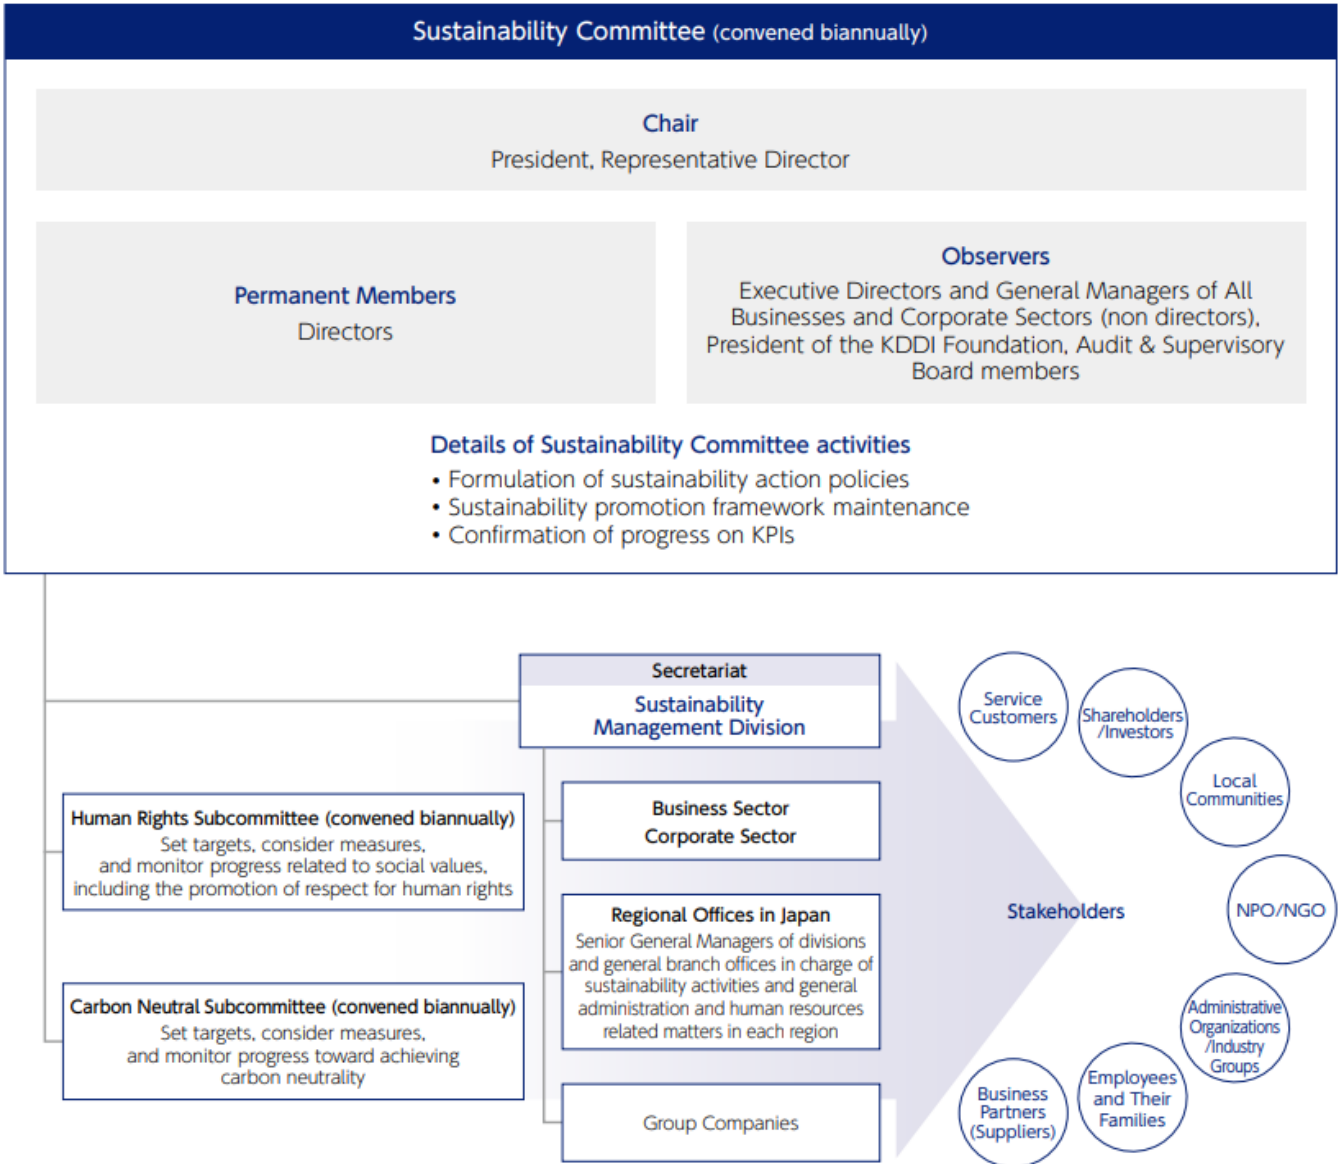 Sustainability Committee (convened biannually)
Chair
President, Representative Director
Permanent Members
Directors
Observers
Executive Directors and General Managers of All
Businesses and Corporate Sectors (non directors),
President of the KDDI Foundation, Audit & Supervisory
Board members
Details of Sustainability Committee activities
• Formulation of sustainability action policies
• Sustainability promotion framework maintenance
• Confirmation of progress on KPIs
Secretariat
Sustainability
Management Division
Human Rights Subcommittee (convened biannually)
Set targets, consider measures,
and monitor progress related to social values,
including the promotion of respect for human rights
Carbon Neutral Subcommittee (convened biannually)
Set targets, consider measures,
and monitor progress toward achieving
carbon neutrality
Business Sector
Corporate Sector
Regional Offices in Japan
Senior General Managers of divisions
and general branch offices in charge of
sustainability activities and general
administration and human resources
related matters in each region
Group Companies
Stakeholders
Service
Customers
Shareholders
/Investors
Local
Communities
NPO/NGO
Administrative
Organizations
/Industry
Groups
Employees
and Their
Families
Business
Partners
(Suppliers)